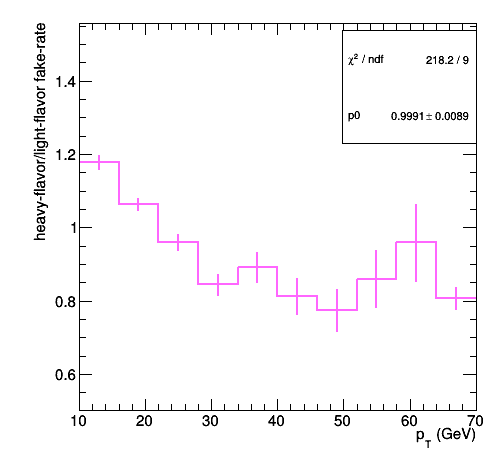 heavy-flavor/light-flavor fake-rate
χ² / ndf 218.2 / 9
p0 0.9991 ± 0.0089
1.4
1.2
1
0.8
0.6
10 20 30 40 50 60 70
p_T (GeV)